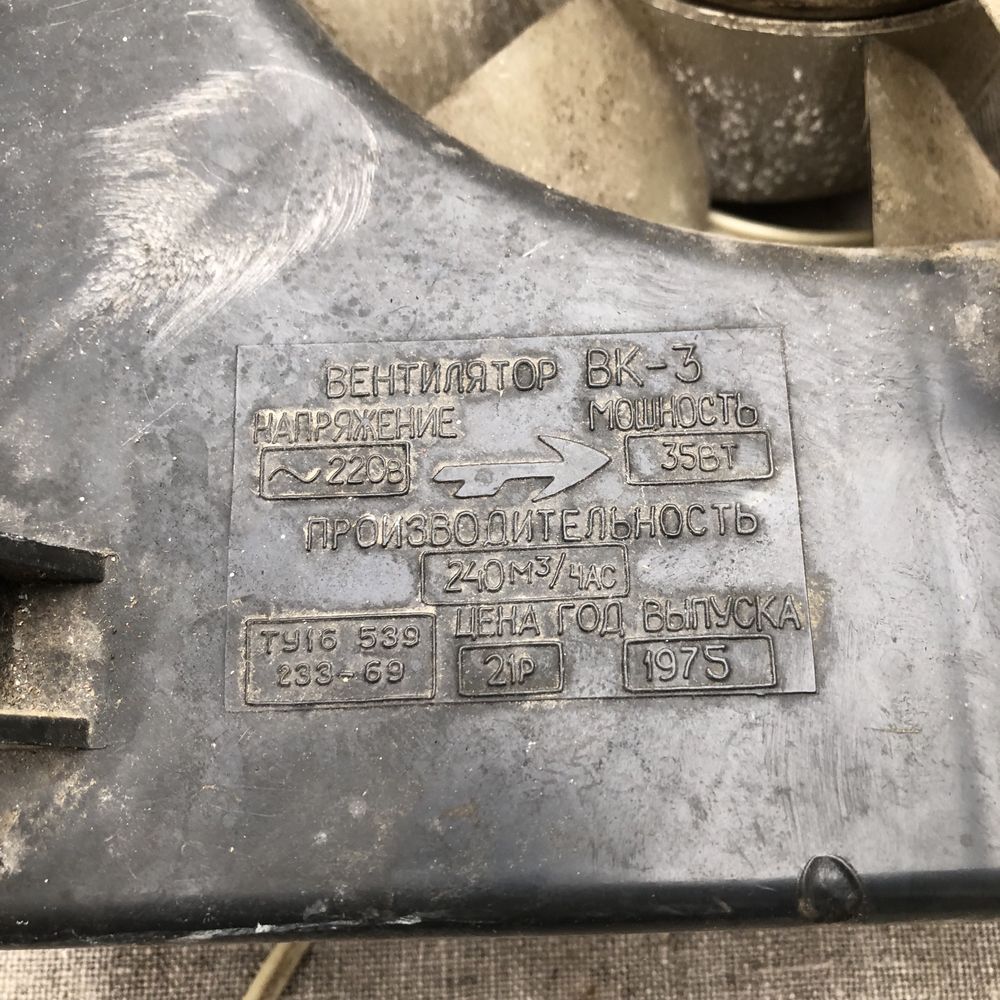 ВЕНТИЛЯТОР ВК-3
НАПРЯЖЕНИЕ МОЩНОСТЬ
~220В 35ВТ
ПРОИЗВОДИТЕЛЬНОСТЬ
240М³/ЧАС
ЦЕНА ГОД ВЫПУСКА
ТУ16 539
233-69
21Р
1975